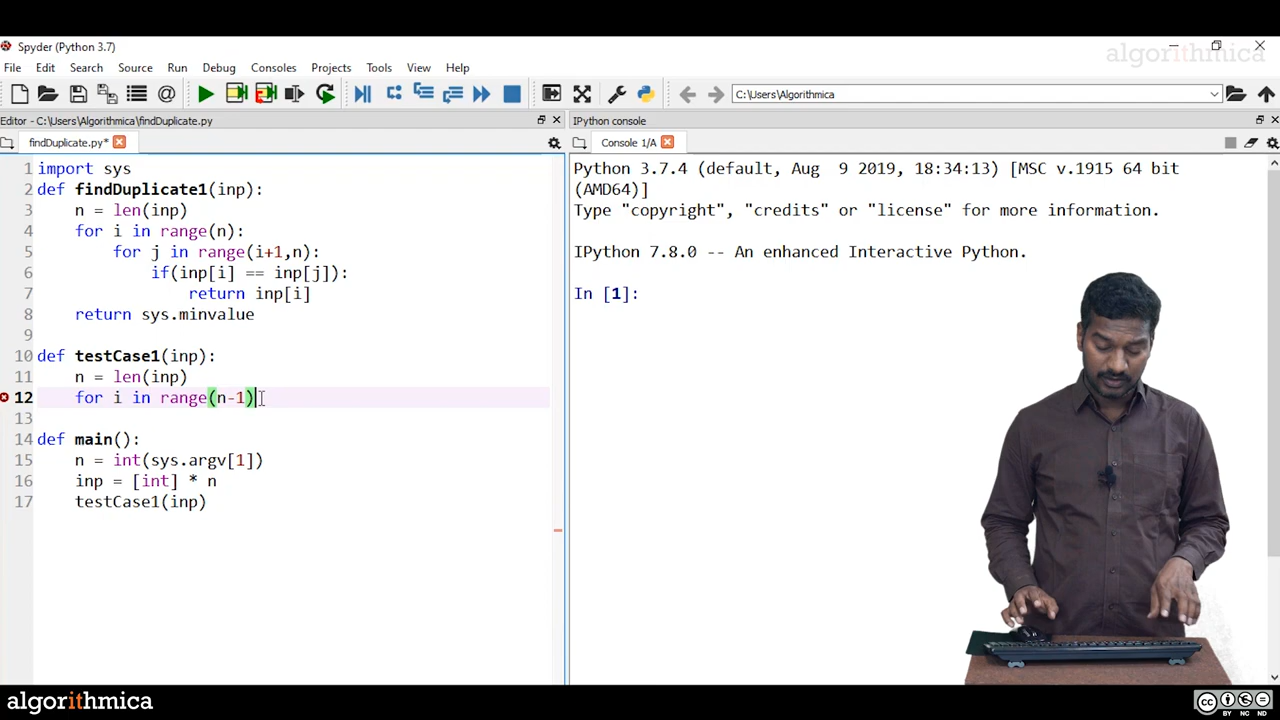 algorithmica
Spyder (Python 3.7)
File Edit Search Source Run Debug Consoles Projects Tools View Help
C:\Users\Algorithmica
Editor - C:\Users\Algorithmica\findDuplicate.py
IPython console
findDuplicate.py*
Console 1/A
1 import sys
2 def findDuplicate1(inp):
3 n = len(inp)
4 for i in range(n):
5 for j in range(i+1,n):
6 if(inp[i] == inp[j]):
7 return inp[i]
8 return sys.minvalue
9
10 def testCase1(inp):
11 n = len(inp)
12 for i in range(n-1)
13
14 def main():
15 n = int(sys.argv[1])
16 inp = [int] * n
17 testCase1(inp)
Python 3.7.4 (default, Aug 9 2019, 18:34:13) [MSC v.1915 64 bit
(AMD64)]
Type "copyright", "credits" or "license" for more information.
IPython 7.8.0 -- An enhanced Interactive Python.
In [1]:
algorithmica
cc
BY NC ND